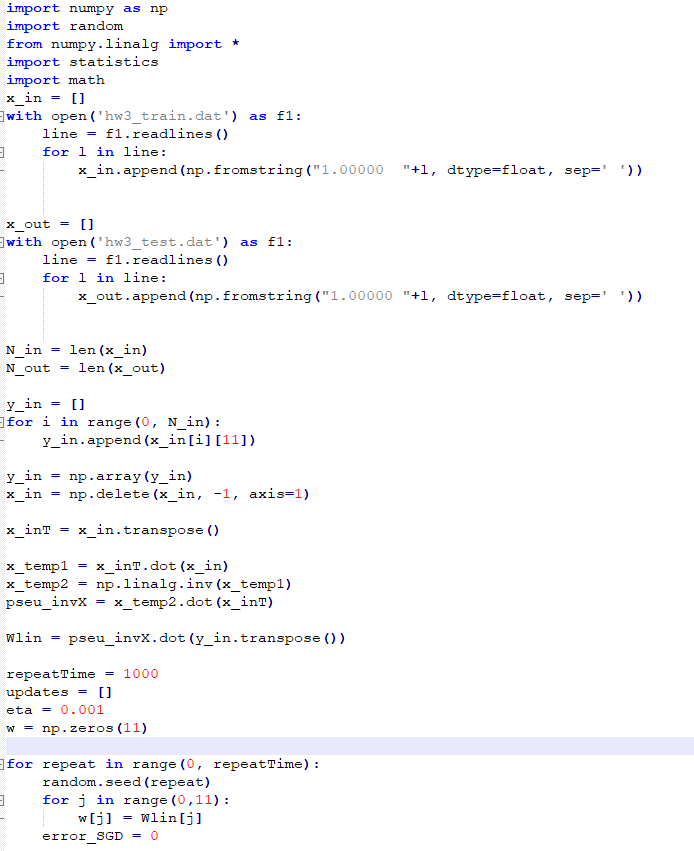 import numpy as np
import random
from numpy.linalg import *
import statistics
import math
x_in = []
with open('hw3_train.dat') as f1:
    line = f1.readlines()
    for l in line:
        x_in.append(np.fromstring("1.00000  "+l, dtype=float, sep=' '))
x_out = []
with open('hw3_test.dat') as f1:
    line = f1.readlines()
    for l in line:
        x_out.append(np.fromstring("1.00000 "+l, dtype=float, sep=' '))
N_in = len(x_in)
N_out = len(x_out)
y_in = []
for i in range(0, N_in):
    y_in.append(x_in[i][11])
y_in = np.array(y_in)
x_in = np.delete(x_in, -1, axis=1)
x_inT = x_in.transpose()
x_temp1 = x_inT.dot(x_in)
x_temp2 = np.linalg.inv(x_temp1)
pseu_invX = x_temp2.dot(x_inT)
Wlin = pseu_invX.dot(y_in.transpose())
repeatTime = 1000
updates = []
eta = 0.001
w = np.zeros(11)
for repeat in range(0, repeatTime):
    random.seed(repeat)
    for j in range(0,11):
        w[j] = Wlin[j]
    error_SGD = 0